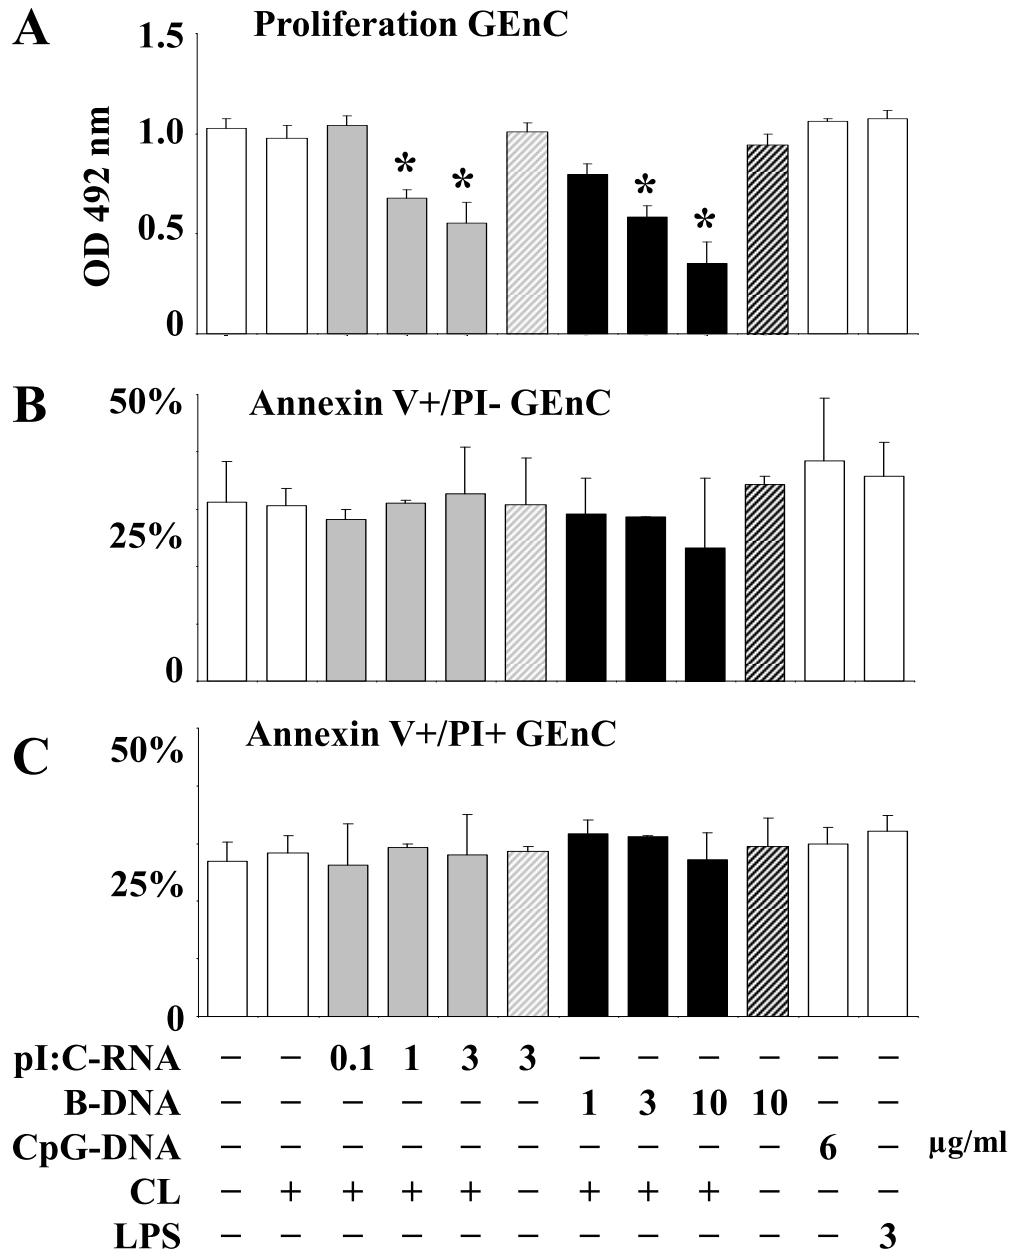 A
Proliferation GEnC
1.5
1.0
0.5
0
OD 492 nm
* * * *
B
Annexin V+/PI- GEnC
50%
25%
0
C
Annexin V+/PI+ GEnC
50%
25%
0
pI:C-RNA – – 0.1 1 3 3 – – – – – –
B-DNA – – – – – – 1 3 10 10 – –
CpG-DNA – – – – – – – – – – 6 – µg/ml
CL – + + + + – + + + – – –
LPS – – – – – – – – – – – 3